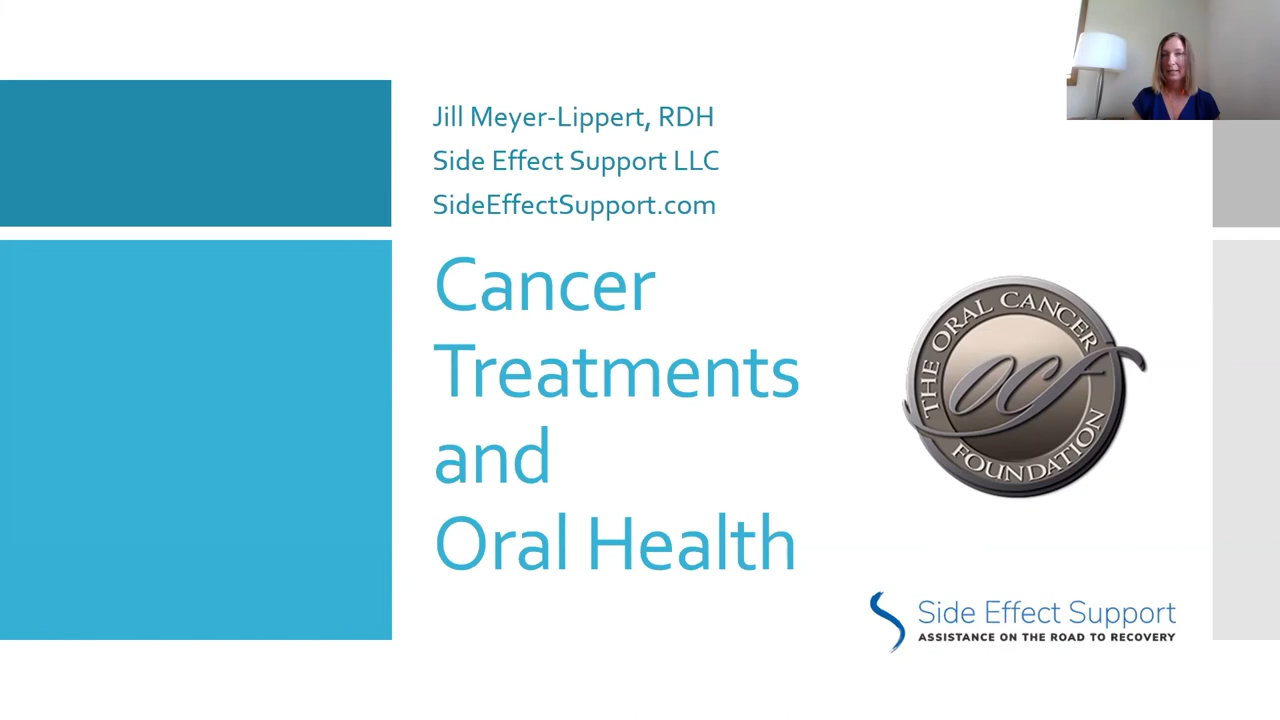 Jill Meyer-Lippert, RDH
Side Effect Support LLC
SideEffectSupport.com
Cancer
Treatments
and
Oral Health
THE ORAL CANCER
ocf
FOUNDATION
Side Effect Support
ASSISTANCE ON THE ROAD TO RECOVERY